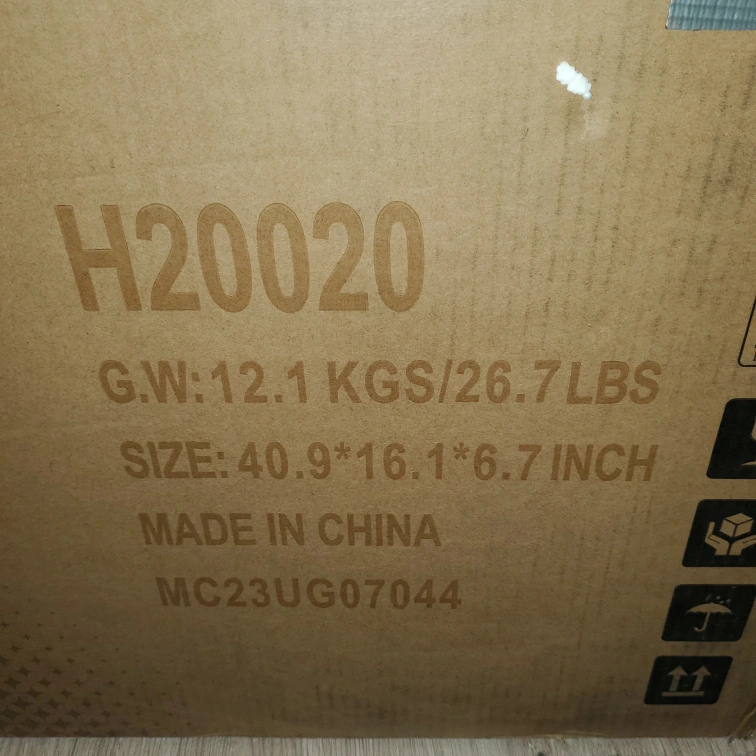 H20020
G.W:12.1 KGS/26.7LBS
SIZE: 40.9*16.1*6.7 INCH
MADE IN CHINA
MC23UG07044